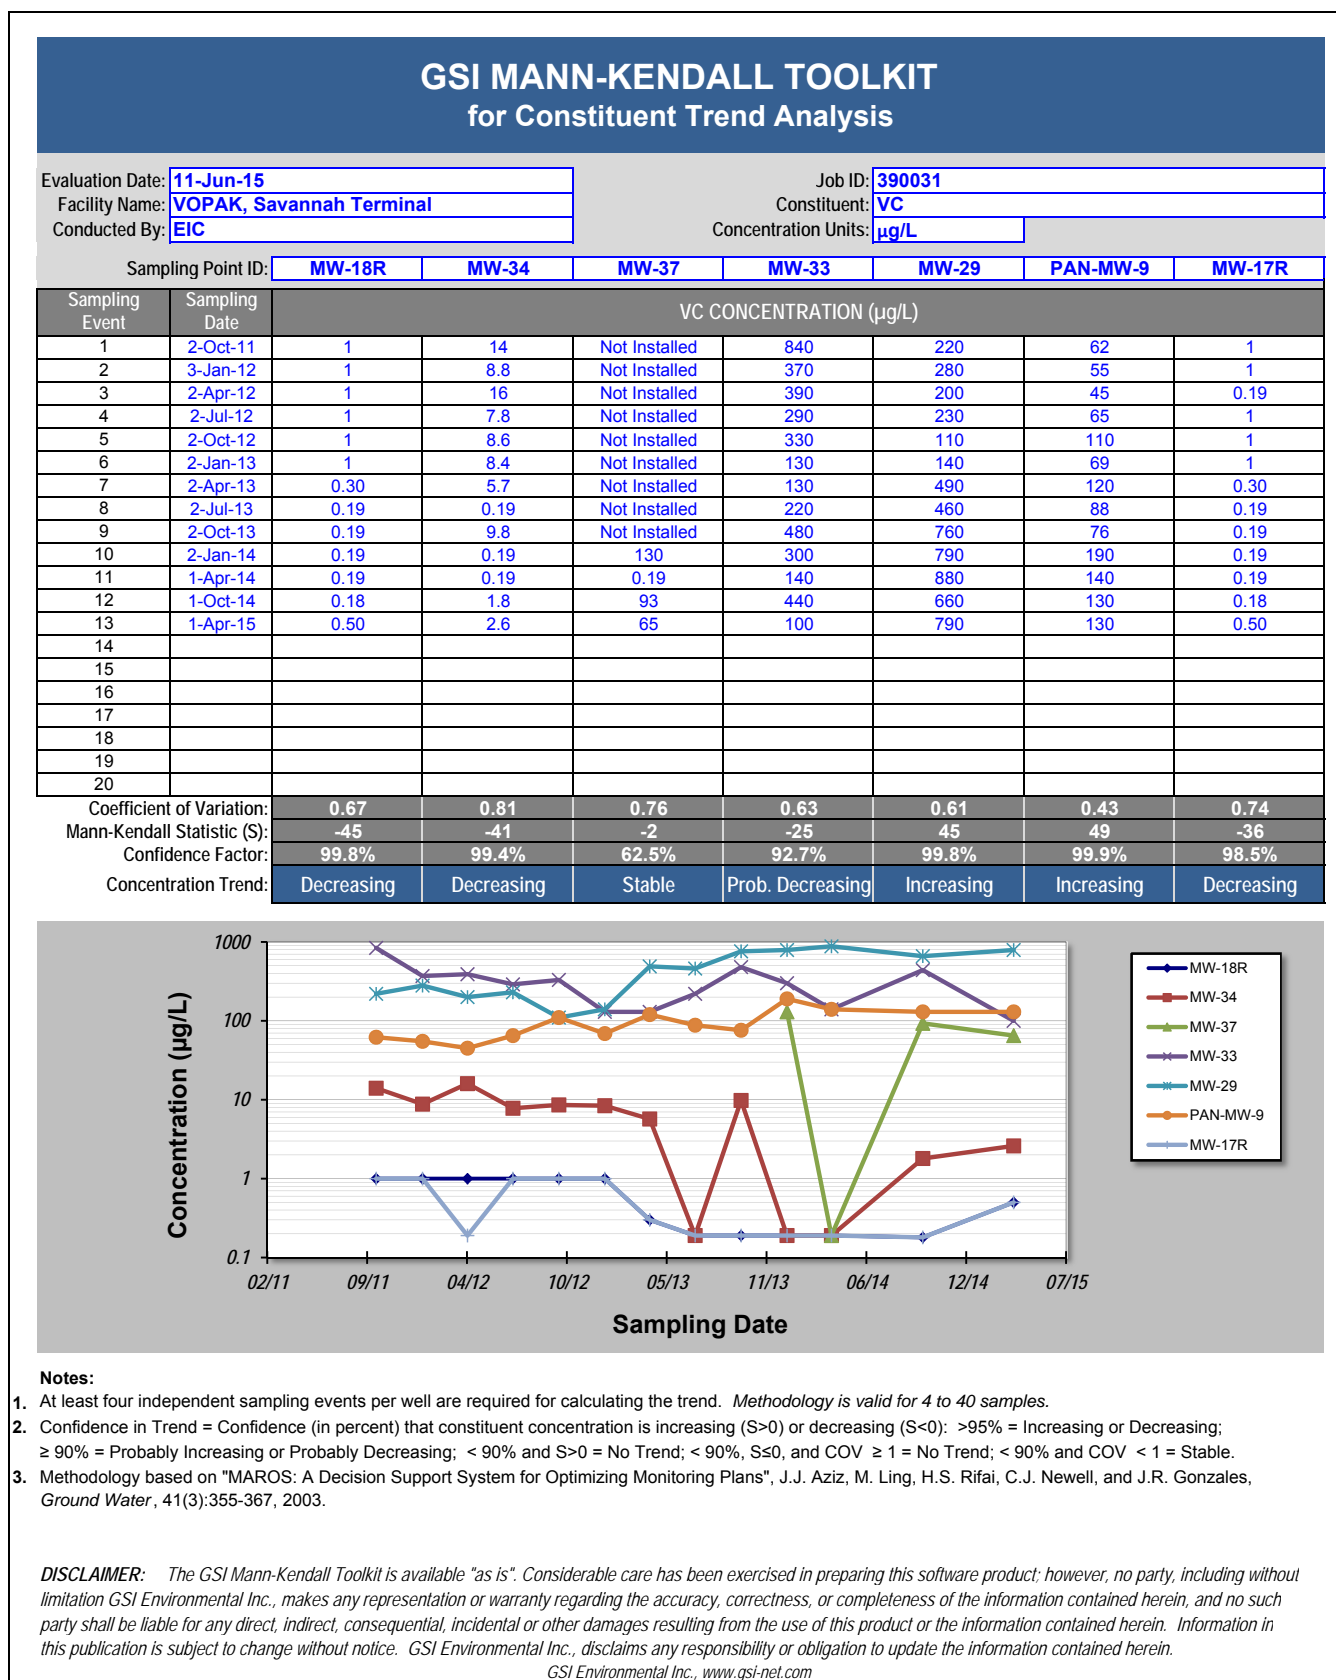 GSI MANN-KENDALL TOOLKIT
for Constituent Trend Analysis
Evaluation Date: 11-Jun-15 Job ID: 390031
Facility Name: VOPAK, Savannah Terminal Constituent: VC
Conducted By: EIC Concentration Units: µg/L
Sampling Point ID: MW-18R MW-34 MW-37 MW-33 MW-29 PAN-MW-9 MW-17R
Sampling Event Sampling Date VC CONCENTRATION (µg/L)
1 2-Oct-11 1 14 Not Installed 840 220 62 1
2 3-Jan-12 1 8.8 Not Installed 370 280 55 1
3 2-Apr-12 1 16 Not Installed 390 200 45 0.19
4 2-Jul-12 1 7.8 Not Installed 290 230 65 1
5 2-Oct-12 1 8.6 Not Installed 330 110 110 1
6 2-Jan-13 1 8.4 Not Installed 130 140 69 1
7 2-Apr-13 0.30 5.7 Not Installed 130 490 120 0.30
8 2-Jul-13 0.19 0.19 Not Installed 220 460 88 0.19
9 2-Oct-13 0.19 9.8 Not Installed 480 760 76 0.19
10 2-Jan-14 0.19 0.19 130 300 790 190 0.19
11 1-Apr-14 0.19 0.19 0.19 140 880 140 0.19
12 1-Oct-14 0.18 1.8 93 440 660 130 0.18
13 1-Apr-15 0.50 2.6 65 100 790 130 0.50
14
15
16
17
18
19
20
Coefficient of Variation: 0.67 0.81 0.76 0.63 0.61 0.43 0.74
Mann-Kendall Statistic (S): -45 -41 -2 -25 45 49 -36
Confidence Factor: 99.8% 99.4% 62.5% 92.7% 99.8% 99.9% 98.5%
Concentration Trend: Decreasing Decreasing Stable Prob. Decreasing Increasing Increasing Decreasing
Concentration (µg/L)
1000
100
10
1
0.1
02/11 09/11 04/12 10/12 05/13 11/13 06/14 12/14 07/15
Sampling Date
MW-18R
MW-34
MW-37
MW-33
MW-29
PAN-MW-9
MW-17R
Notes:
1. At least four independent sampling events per well are required for calculating the trend. Methodology is valid for 4 to 40 samples.
2. Confidence in Trend = Confidence (in percent) that constituent concentration is increasing (S>0) or decreasing (S<0): >95% = Increasing or Decreasing;
≥ 90% = Probably Increasing or Probably Decreasing; < 90% and S>0 = No Trend; < 90%, S≤0, and COV ≥ 1 = No Trend; < 90% and COV < 1 = Stable.
3. Methodology based on "MAROS: A Decision Support System for Optimizing Monitoring Plans", J.J. Aziz, M. Ling, H.S. Rifai, C.J. Newell, and J.R. Gonzales,
Ground Water, 41(3):355-367, 2003.
DISCLAIMER: The GSI Mann-Kendall Toolkit is available "as is". Considerable care has been exercised in preparing this software product; however, no party, including without
limitation GSI Environmental Inc., makes any representation or warranty regarding the accuracy, correctness, or completeness of the information contained herein, and no such
party shall be liable for any direct, indirect, consequential, incidental or other damages resulting from the use of this product or the information contained herein. Information in
this publication is subject to change without notice. GSI Environmental Inc., disclaims any responsibility or obligation to update the information contained herein.
GSI Environmental Inc., www.gsi-net.com